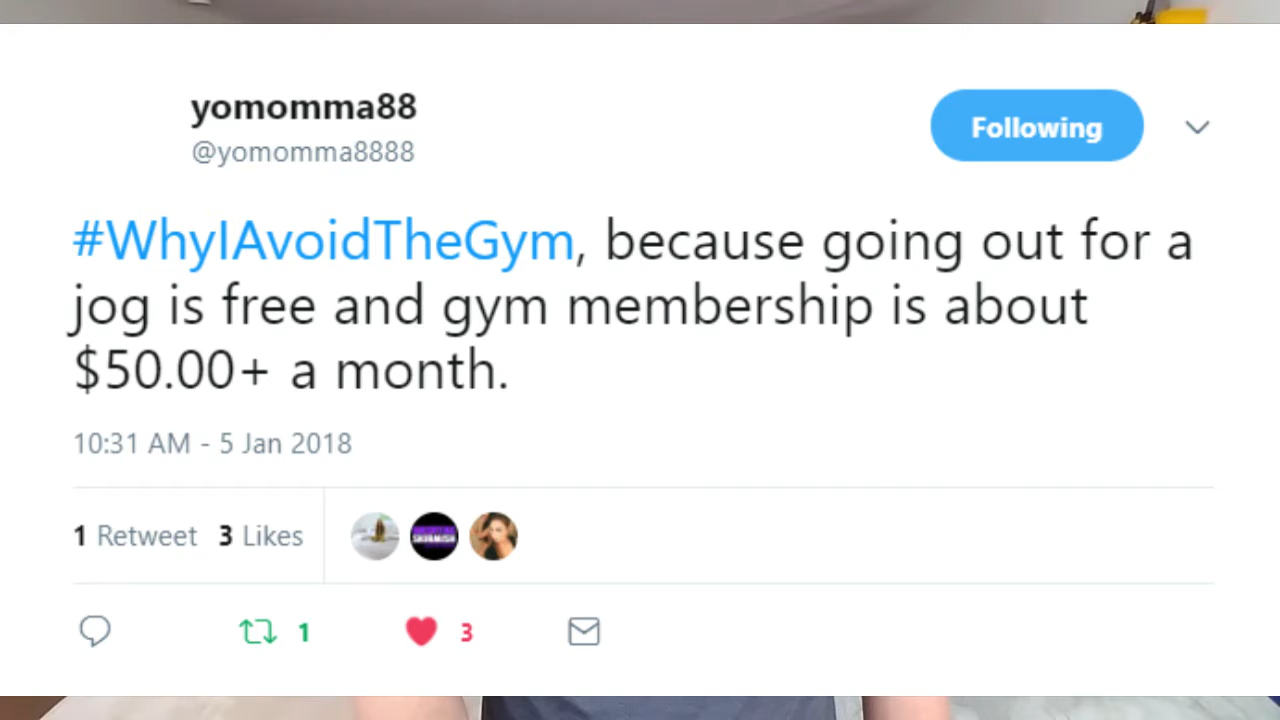 yomomma88
@yomomma8888
Following
#WhyIAvoidTheGym, because going out for a
jog is free and gym membership is about
$50.00+ a month.
10:31 AM - 5 Jan 2018
1 Retweet 3 Likes
1 3